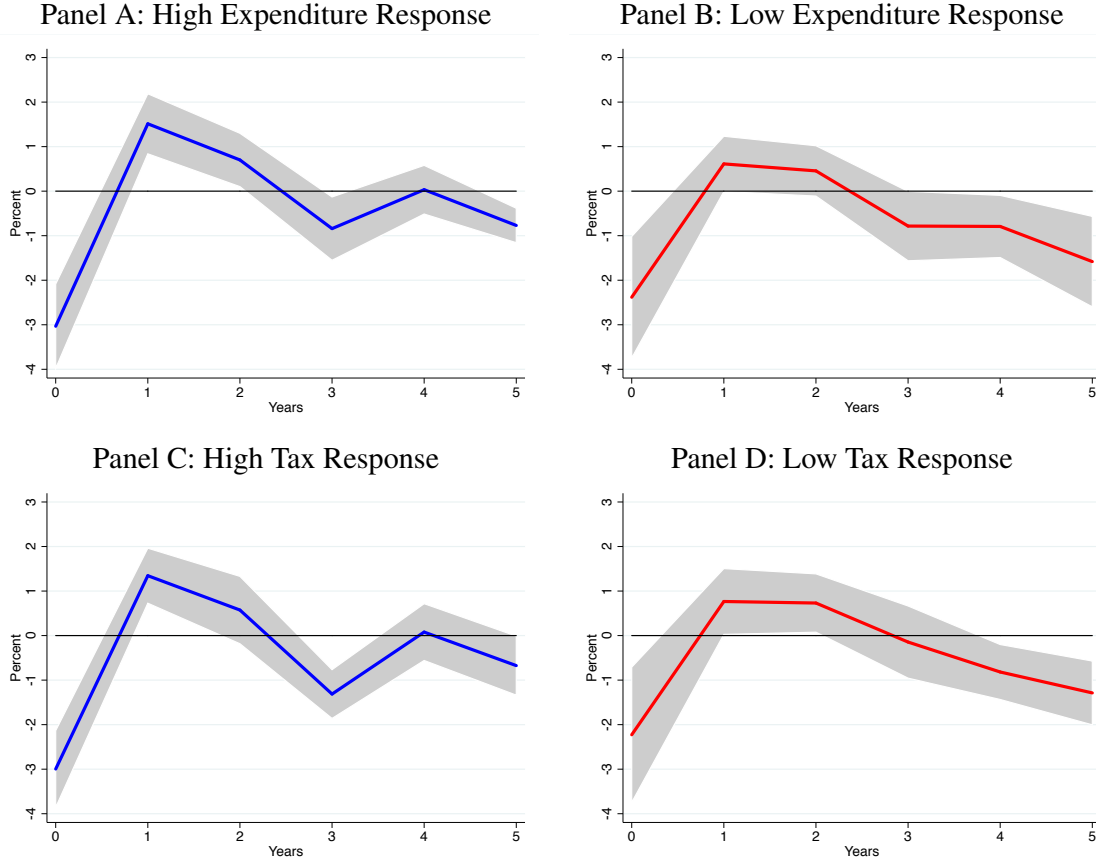 Panel A: High Expenditure Response
3
2
1
0
-1
-2
-3
-4
Percent
0 1 2 3 4 5
Years
Panel B: Low Expenditure Response
3
2
1
0
-1
-2
-3
-4
Percent
0 1 2 3 4 5
Years
Panel C: High Tax Response
3
2
1
0
-1
-2
-3
-4
Percent
0 1 2 3 4 5
Years
Panel D: Low Tax Response
3
2
1
0
-1
-2
-3
-4
Percent
0 1 2 3 4 5
Years